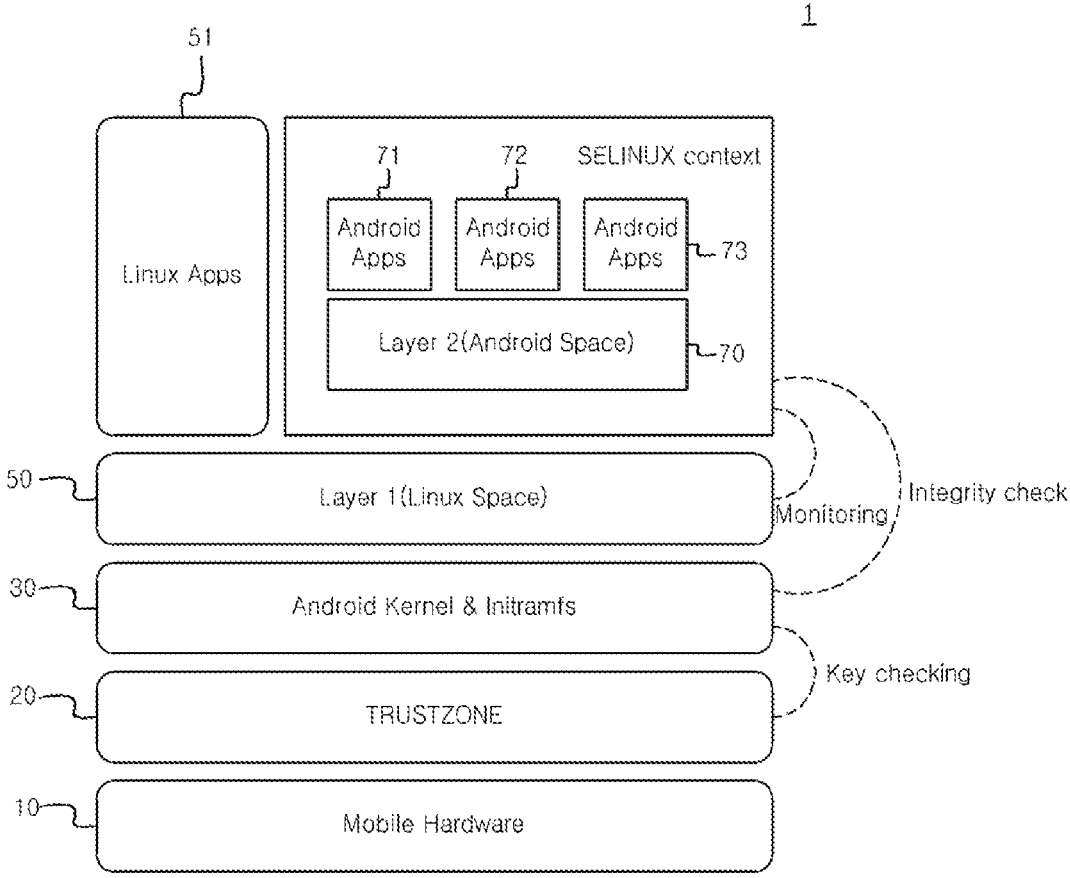 1
51
SELINUX context
71
72
Android
Apps
Android
Apps
Android
Apps
73
Linux Apps
Layer 2(Android Space)
70
50
Layer 1(Linux Space)
Monitoring
Integrity check
30
Android Kernel & Initramfs
Key checking
20
TRUSTZONE
10
Mobile Hardware